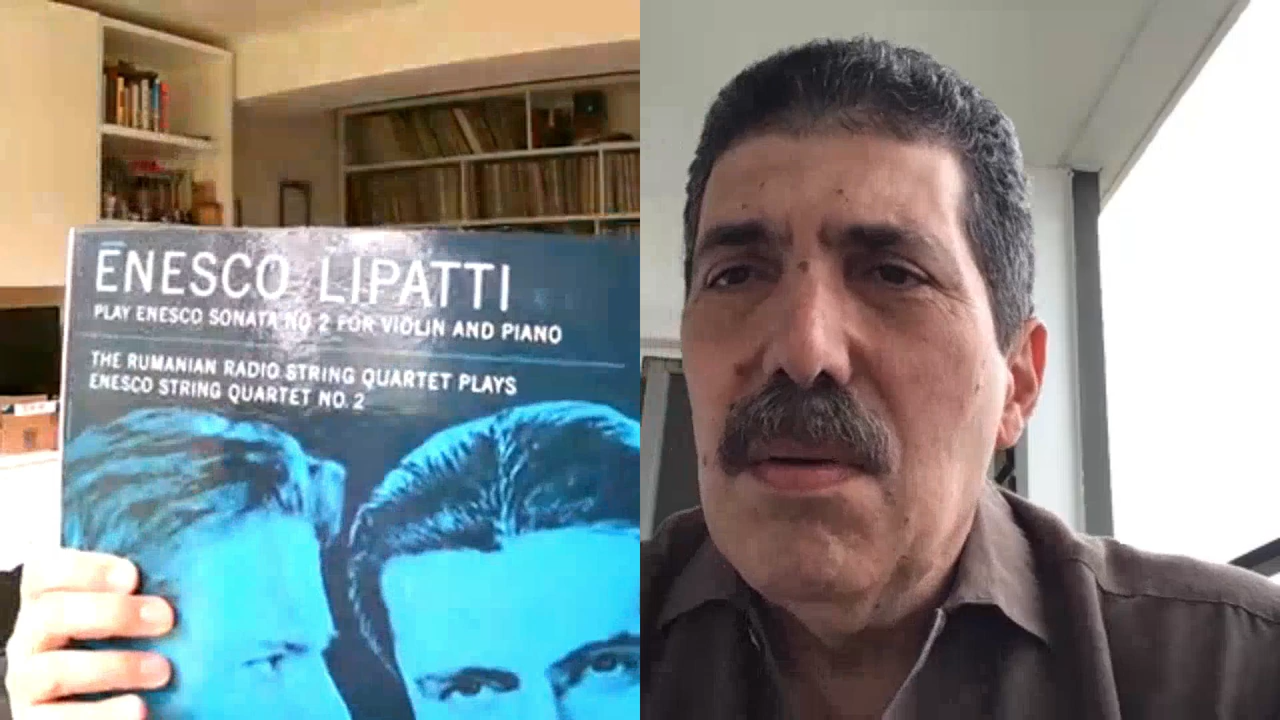 ENESCO LIPATTI
PLAY ENESCO SONATA NO 2 FOR VIOLIN AND PIANO
THE RUMANIAN RADIO STRING QUARTET PLAYS
ENESCO STRING QUARTET NO. 2